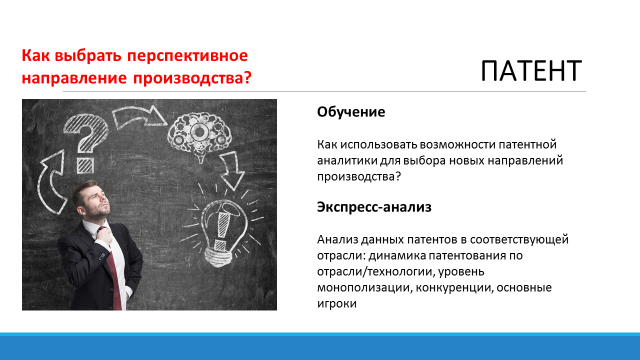 Как выбрать перспективное
направление производства?
ПАТЕНТ
Обучение
Как использовать возможности патентной
аналитики для выбора новых направлений
производства?
Экспресс-анализ
Анализ данных патентов в соответствующей
отрасли: динамика патентования по
отрасли/технологии, уровень
монополизации, конкуренции, основные
игроки